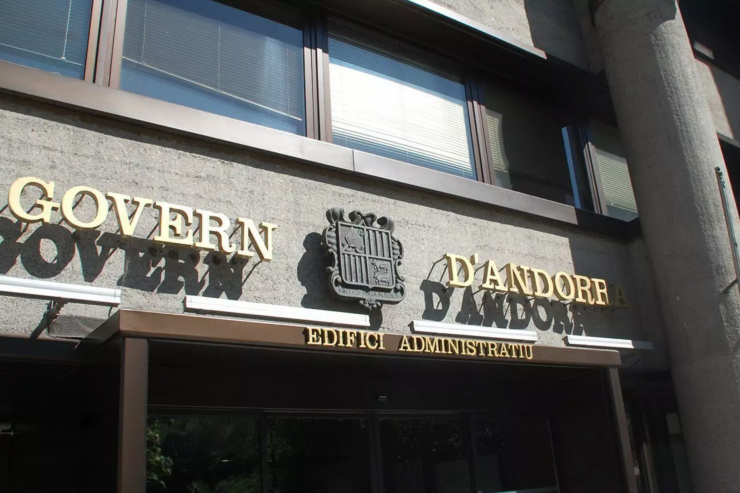 GOVERN D'ANDORRA
EDIFICI ADMINISTRATIU